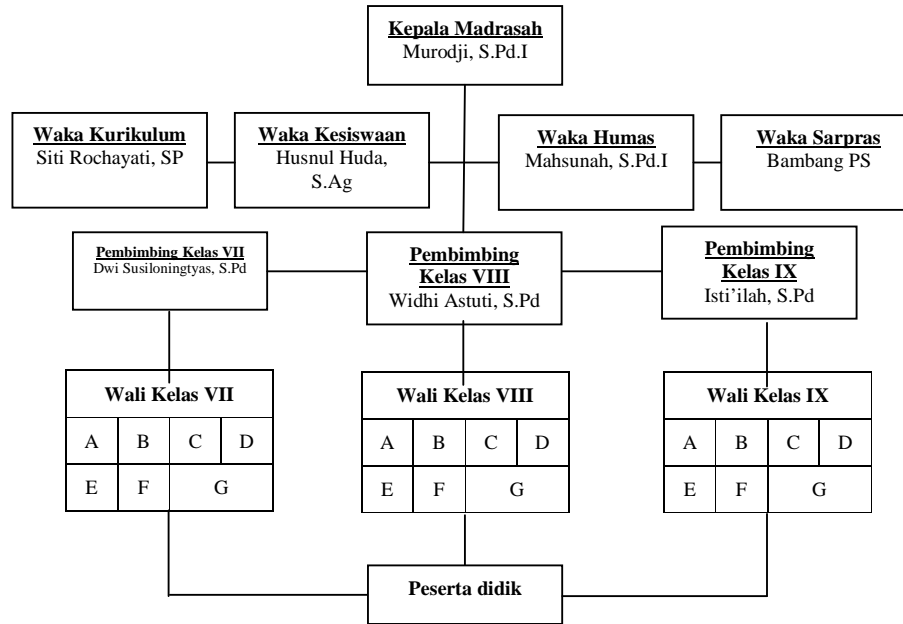 Kepala Madrasah
Murodji, S.Pd.I
Waka Kurikulum
Siti Rochayati, SP
Waka Kesiswaan
Husnul Huda,
S.Ag
Waka Humas
Mahsunah, S.Pd.I
Waka Sarpras
Bambang PS
Pembimbing Kelas VII
Dwi Susiloningtyas, S.Pd
Pembimbing
Kelas VIII
Widhi Astuti, S.Pd
Pembimbing
Kelas IX
Isti’ilah, S.Pd
Wali Kelas VII
A B C D
E F G
Wali Kelas VIII
A B C D
E F G
Wali Kelas IX
A B C D
E F G
Peserta didik